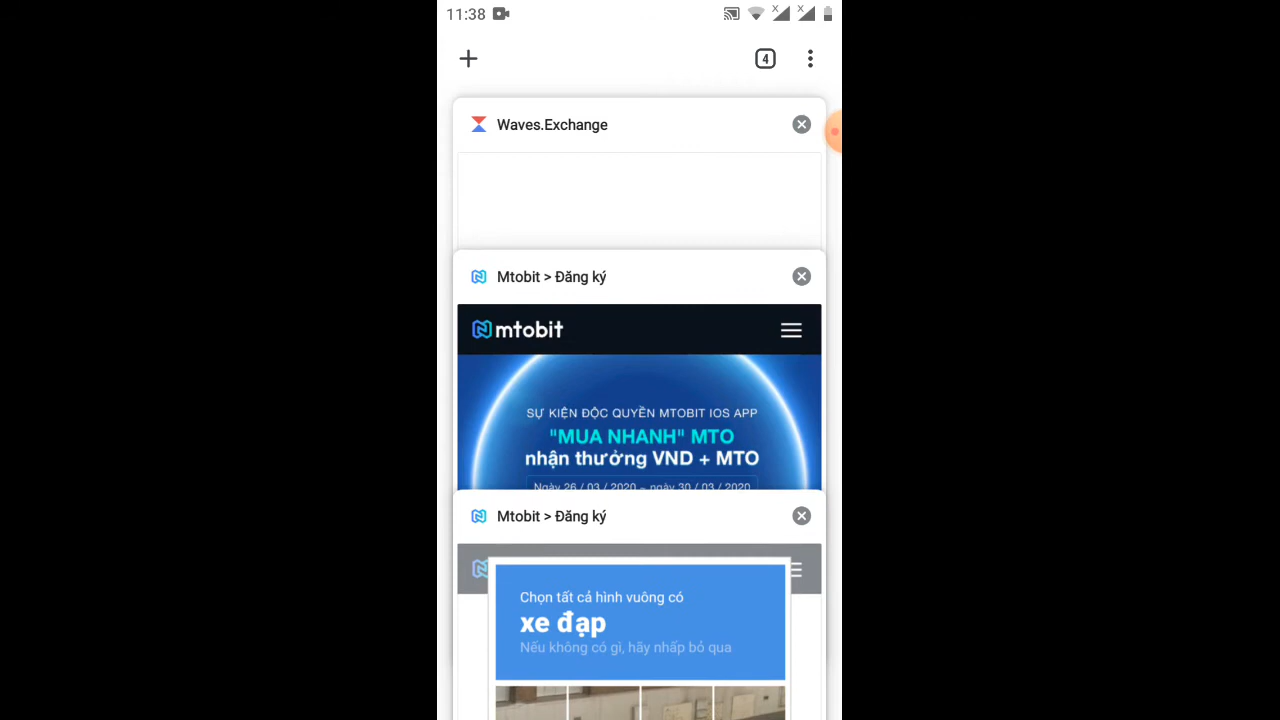 11:38
4
Waves.Exchange
Mtobit > Đăng ký
mtobit
SỰ KIỆN ĐỘC QUYỀN MTOBIT IOS APP
"MUA NHANH" MTO
nhận thưởng VND + MTO
Ngày 26 / 03 / 2020 – ngày 30 / 03 / 2020
Mtobit > Đăng ký
Chọn tất cả hình vuông có
xe đạp
Nếu không có gì, hãy nhấp bỏ qua